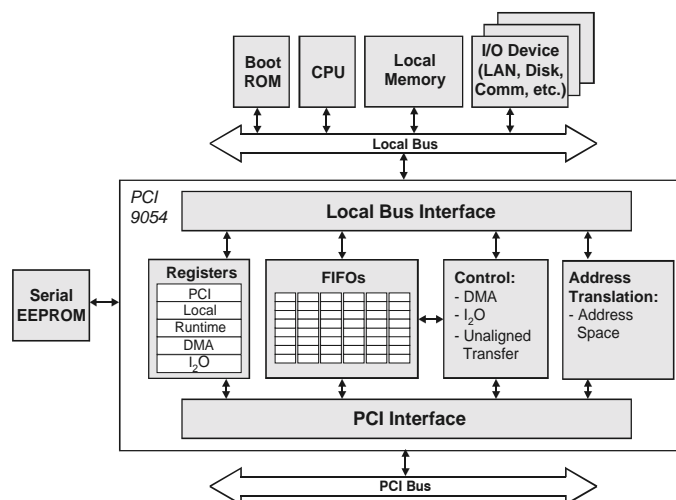 Boot
ROM
CPU
Local
Memory
I/O Device
(LAN, Disk,
Comm, etc.)
Local Bus
PCI
9054
Local Bus Interface
Serial
EEPROM
Registers
PCI
Local
Runtime
DMA
I₂O
FIFOs
Control:
- DMA
- I₂O
- Unaligned
Transfer
Address
Translation:
- Address
Space
PCI Interface
PCI Bus